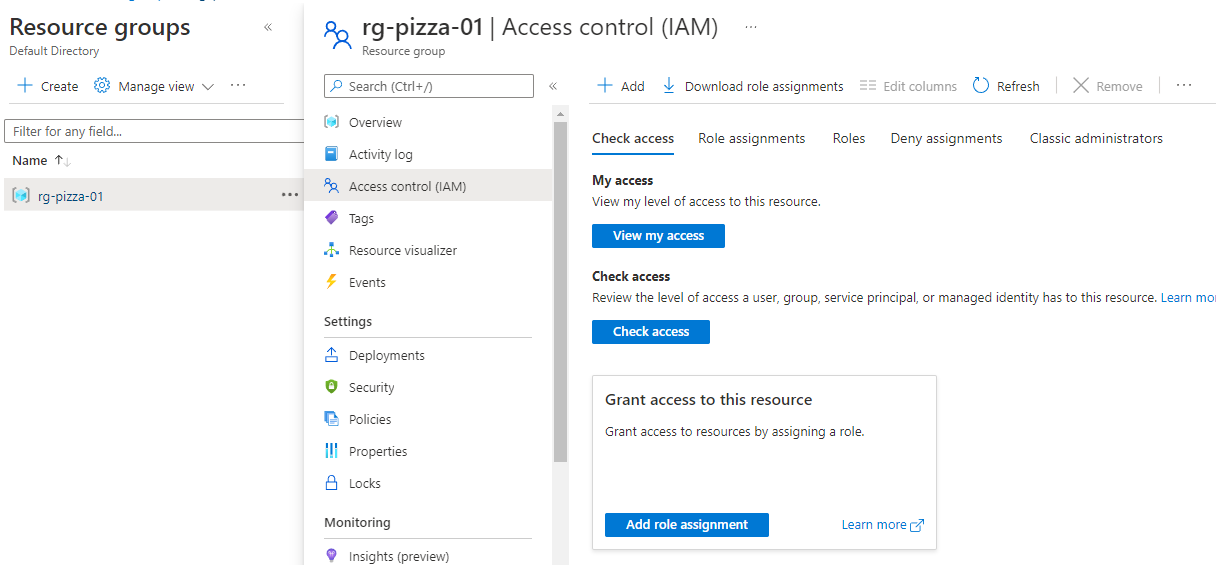 Resource groups
«
Default Directory
Create
Manage view
···
Filter for any field...
Name ↑↓
rg-pizza-01
···
rg-pizza-01 | Access control (IAM)
···
Resource group
Search (Ctrl+/)
«
Overview
Activity log
Access control (IAM)
Tags
Resource visualizer
Events
Settings
Deployments
Security
Policies
Properties
Locks
Monitoring
Insights (preview)
Add
Download role assignments
Edit columns
Refresh
Remove
···
Check access
Role assignments
Roles
Deny assignments
Classic administrators
My access
View my level of access to this resource.
View my access
Check access
Review the level of access a user, group, service principal, or managed identity has to this resource. Learn mo
Check access
Grant access to this resource
Grant access to resources by assigning a role.
Add role assignment
Learn more